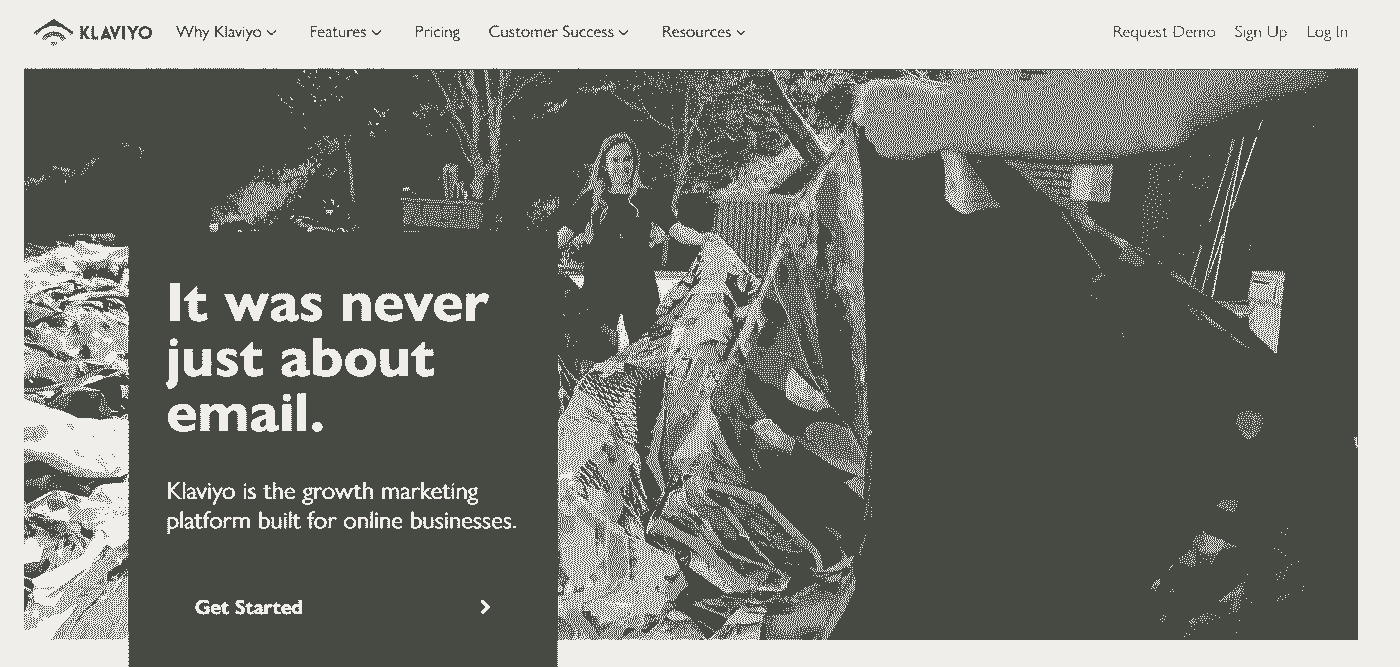 KLAVIYO Why Klaviyo Features Pricing Customer Success Resources Request Demo Sign Up Log In
It was never
just about
email.
Klaviyo is the growth marketing
platform built for online businesses.
Get Started